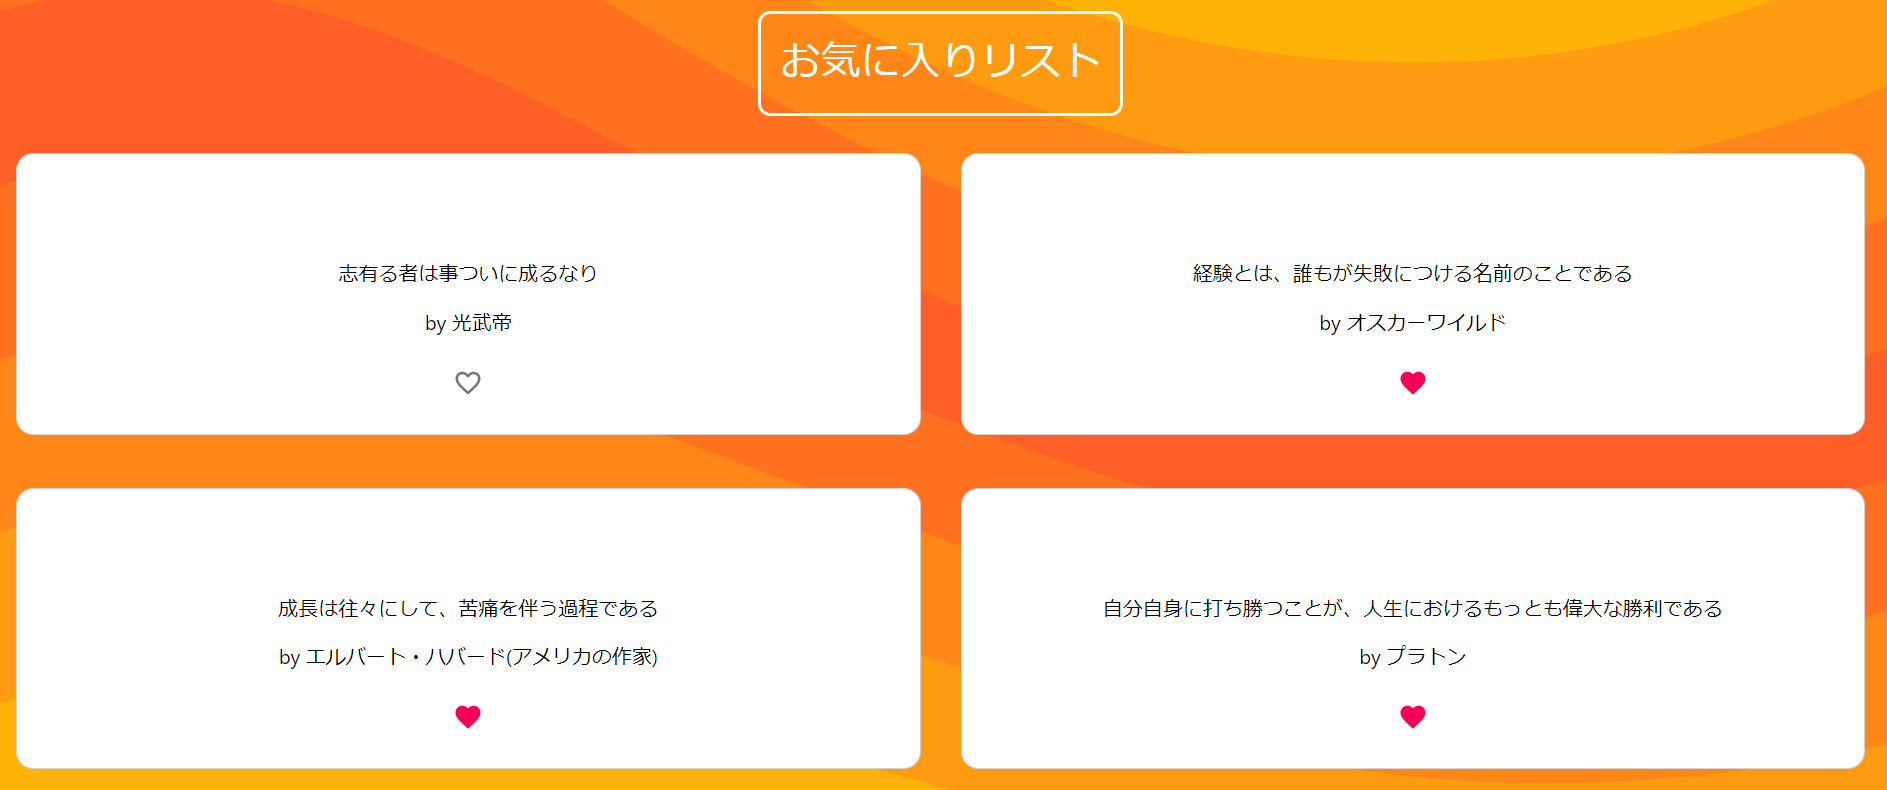 お気に入りリスト
志有る者は事ついに成るなり
by 光武帝
経験とは、誰もが失敗につける名前のことである
by オスカーワイルド
成長は往々にして、苦痛を伴う過程である
by エルバート・ハバード(アメリカの作家)
自分自身に打ち勝つことが、人生におけるもっとも偉大な勝利である
by プラトン